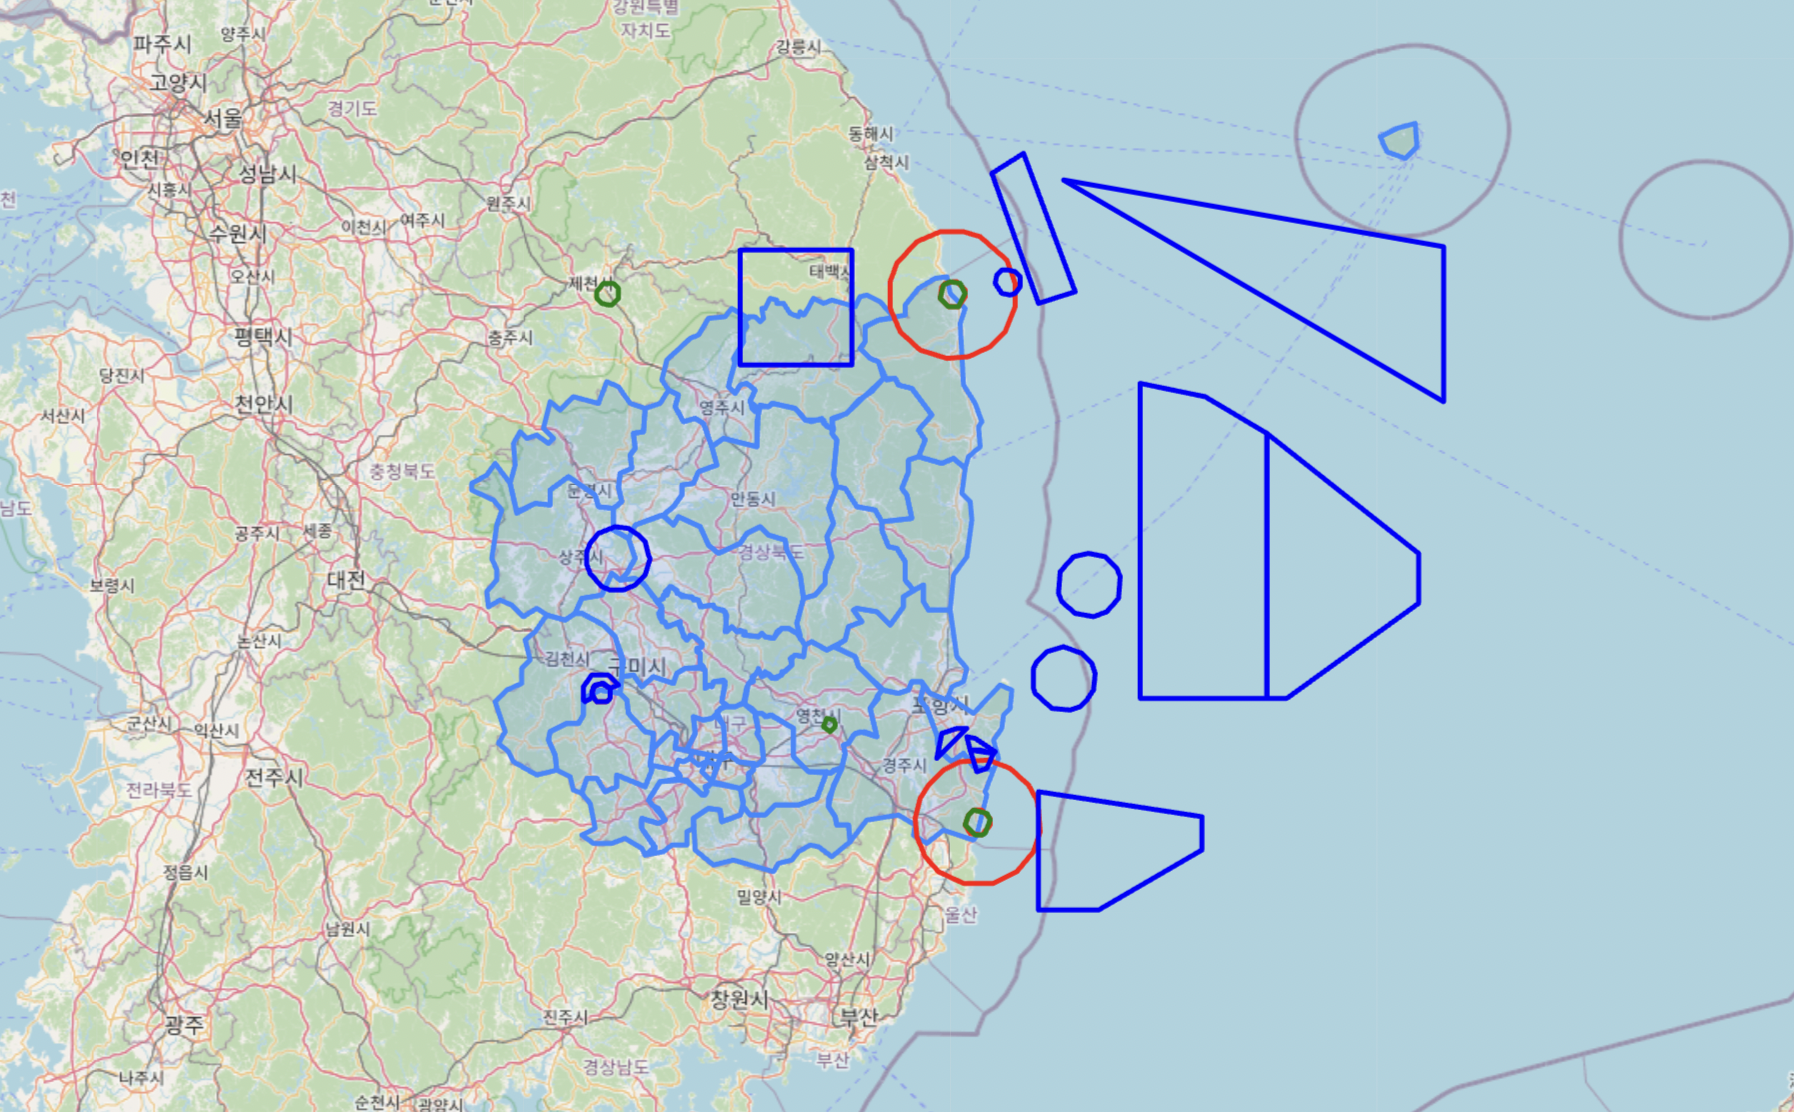 강원특별
자치도
파주시
양주시
강릉시
고양시
경기도
서울
동해시
인천
삼척시
성남시
시흥시
천
원주시
이천시
여주시
수원시
오산시
태백시
제천시
평택시
충주시
당진시
천안시
영주시
서산시
충청북도
문경시
안동시
남도
공주시
세종
상주시
경상북도
보령시
대전
논산시
김천시
구미시
포항시
군산시
익산시
영천시
대구
경주시
전주시
전라북도
정읍시
밀양시
울산
남원시
양산시
창원시
광주
진주시
부산
부산
경상남도
나주시
순천시
광양시